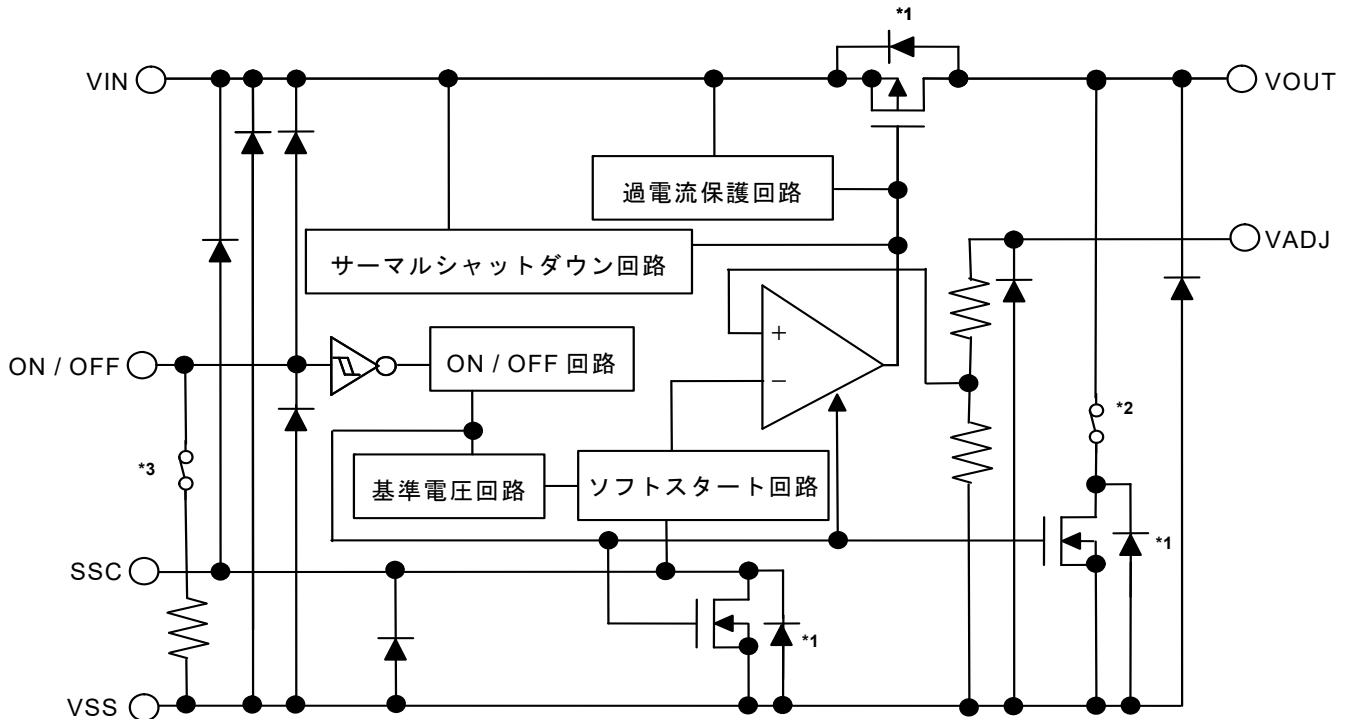 *1
VIN
VOUT
過電流保護回路
VADJ
サーマルシャットダウン回路
+
ON / OFF
ON / OFF 回路
−
*2
*3
基準電圧回路
ソフトスタート回路
*1
SSC
*1
VSS